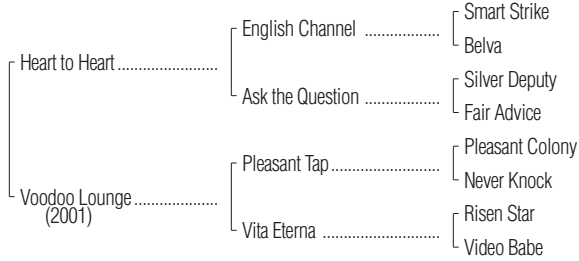 Smart Strike
English Channel ..................
Belva
Heart to Heart .......................
Silver Deputy
Ask the Question ..................
Fair Advice
Pleasant Colony
Pleasant Tap..........................
Never Knock
Voodoo Lounge ...................
(2001)
Risen Star
Vita Eterna ............................
Video Babe